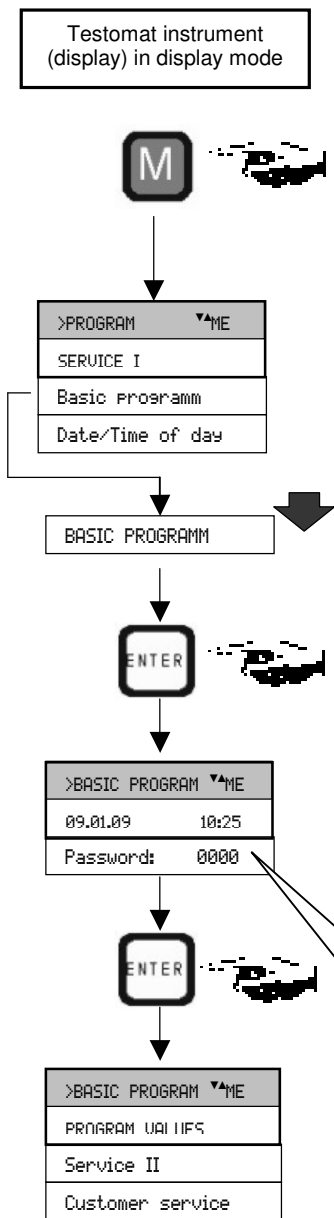 Testomat instrument
(display) in display mode
M
>PROGRAM ▼▲ME
SERVICE I
Basic programm
Date/Time of day
BASIC PROGRAMM
ENTER
>BASIC PROGRAM ▼▲ME
09.01.09 10:25
Password: 0000
ENTER
>BASIC PROGRAM ▼▲ME
PROGRAM VALUES
Service II
Customer service